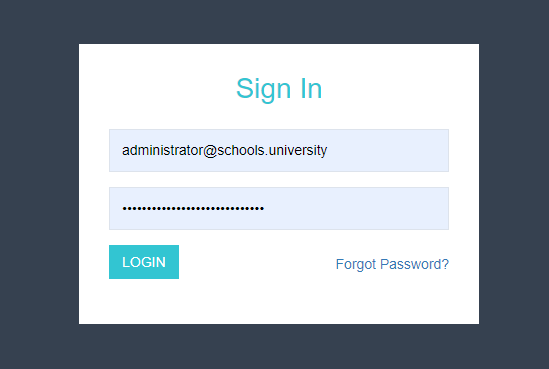 Sign In
administrator@schools.university
•••••••••••••••••••••••••••••
LOGIN
Forgot Password?